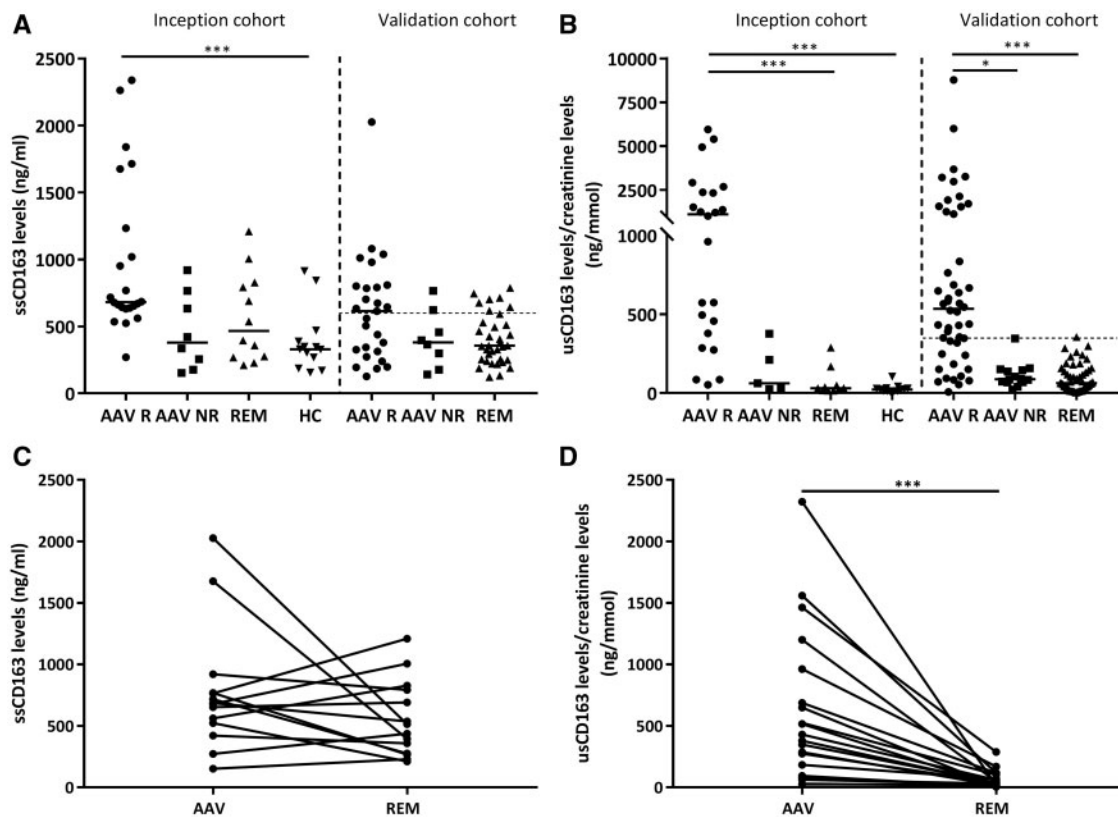 A
Inception cohort
Validation cohort
***
ssCD163 levels (ng/ml)
2500
2000
1500
1000
500
0
AAV R AAV NR REM HC AAV R AAV NR REM
B
Inception cohort
Validation cohort
***
***
***
*
usCD163 levels/creatinine levels
(ng/mmol)
10000
7500
5000
2500
1000
500
0
AAV R AAV NR REM HC AAV R AAV NR REM
C
ssCD163 levels (ng/ml)
2500
2000
1500
1000
500
0
AAV REM
D
***
usCD163 levels/creatinine levels
(ng/mmol)
2500
2000
1500
1000
500
0
AAV REM